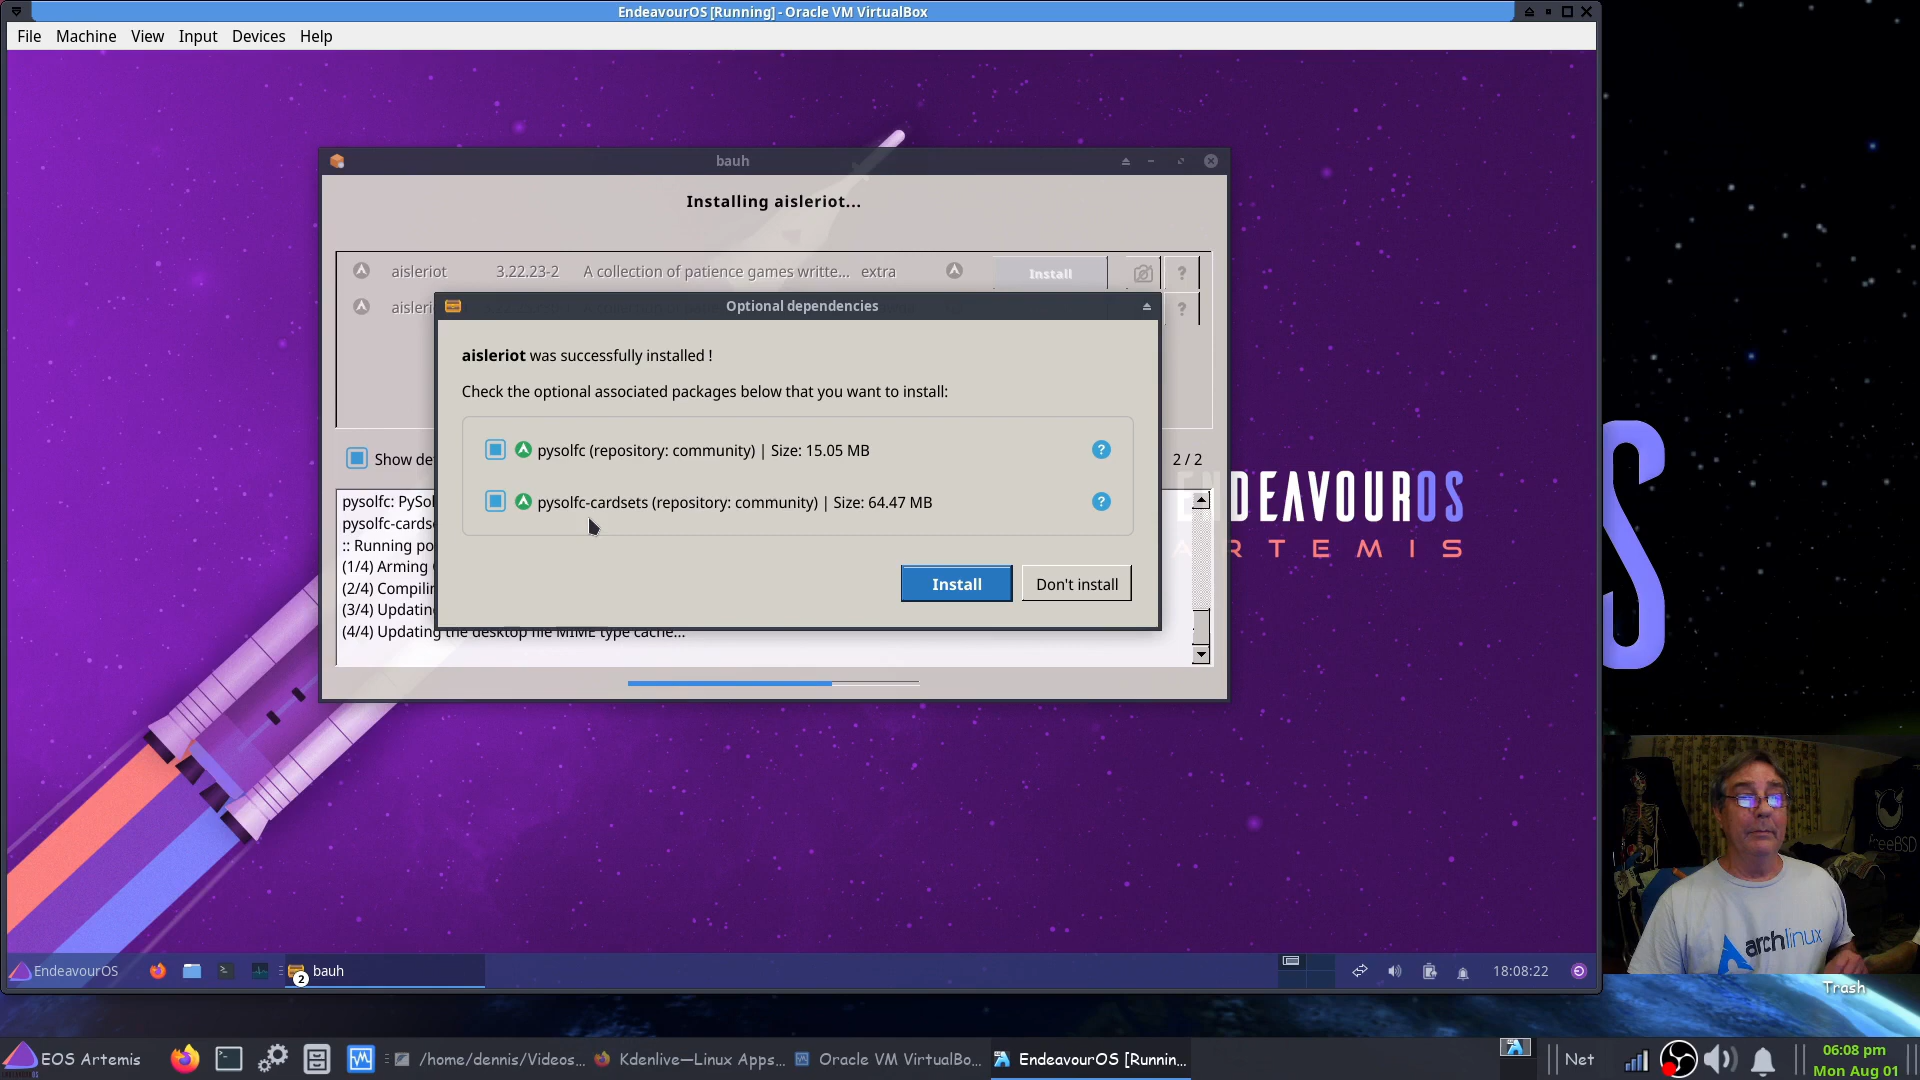 EndeavourOS [Running] - Oracle VM VirtualBox
File Machine View Input Devices Help
bauh
Installing aisleriot...
aisleriot 3.22.23-2 A collection of patience games writte... extra Install ?
aisleri ?
Optional dependencies
aisleriot was successfully installed !
Check the optional associated packages below that you want to install:
pysolfc (repository: community) | Size: 15.05 MB ?
pysolfc-cardsets (repository: community) | Size: 64.47 MB ?
Install Don't install
Show de 2 / 2
pysolfc: PySol
pysolfc-cards
:: Running po
(1/4) Arming
(2/4) Compilin
(3/4) Updating
(4/4) Updating the desktop file MIME type cache...
ENDEAVOUROS
ARTEMIS
S
freeBSD
archlinux
Trash
EndeavourOS bauh 2 18:08:22
EOS Artemis /home/dennis/Videos... Kdenlive—Linux Apps... Oracle VM VirtualBo... EndeavourOS [Runnin... Net 06:08 pm
Mon Aug 01